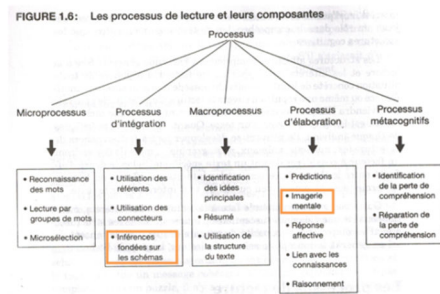 FIGURE 1.6: Les processus de lecture et leurs composantes
Processus
Microprocessus
Processus
d'intégration
Macroprocessus
Processus
d'élaboration
Processus
métacognitifs
• Reconnaissance
des mots
• Lecture par
groupes de mots
• Microsélection
• Utilisation des
référents
• Utilisation des
connecteurs
• Inférences
fondées sur
les schémas
• Identification
des idées
principales
• Résumé
• Utilisation de
la structure
du texte
• Prédictions
• Imagerie
mentale
• Réponse
affective
• Lien avec les
connaissances
• Raisonnement
• Identification
de la perte de
compréhension
• Réparation de
la perte de
compréhension